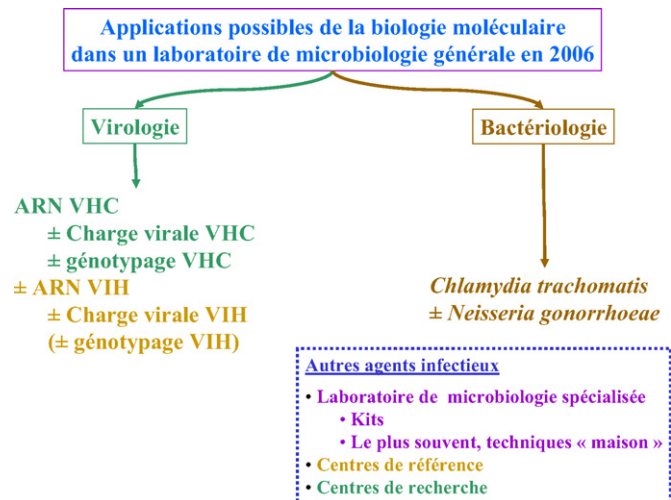 Applications possibles de la biologie moléculaire
dans un laboratoire de microbiologie générale en 2006
Virologie
Bactériologie
ARN VHC
± Charge virale VHC
± génotypage VHC
± ARN VIH
± Charge virale VIH
(± génotypage VIH)
Chlamydia trachomatis
± Neisseria gonorrhoeae
Autres agents infectieux
• Laboratoire de microbiologie spécialisée
• Kits
• Le plus souvent, techniques « maison »
• Centres de référence
• Centres de recherche